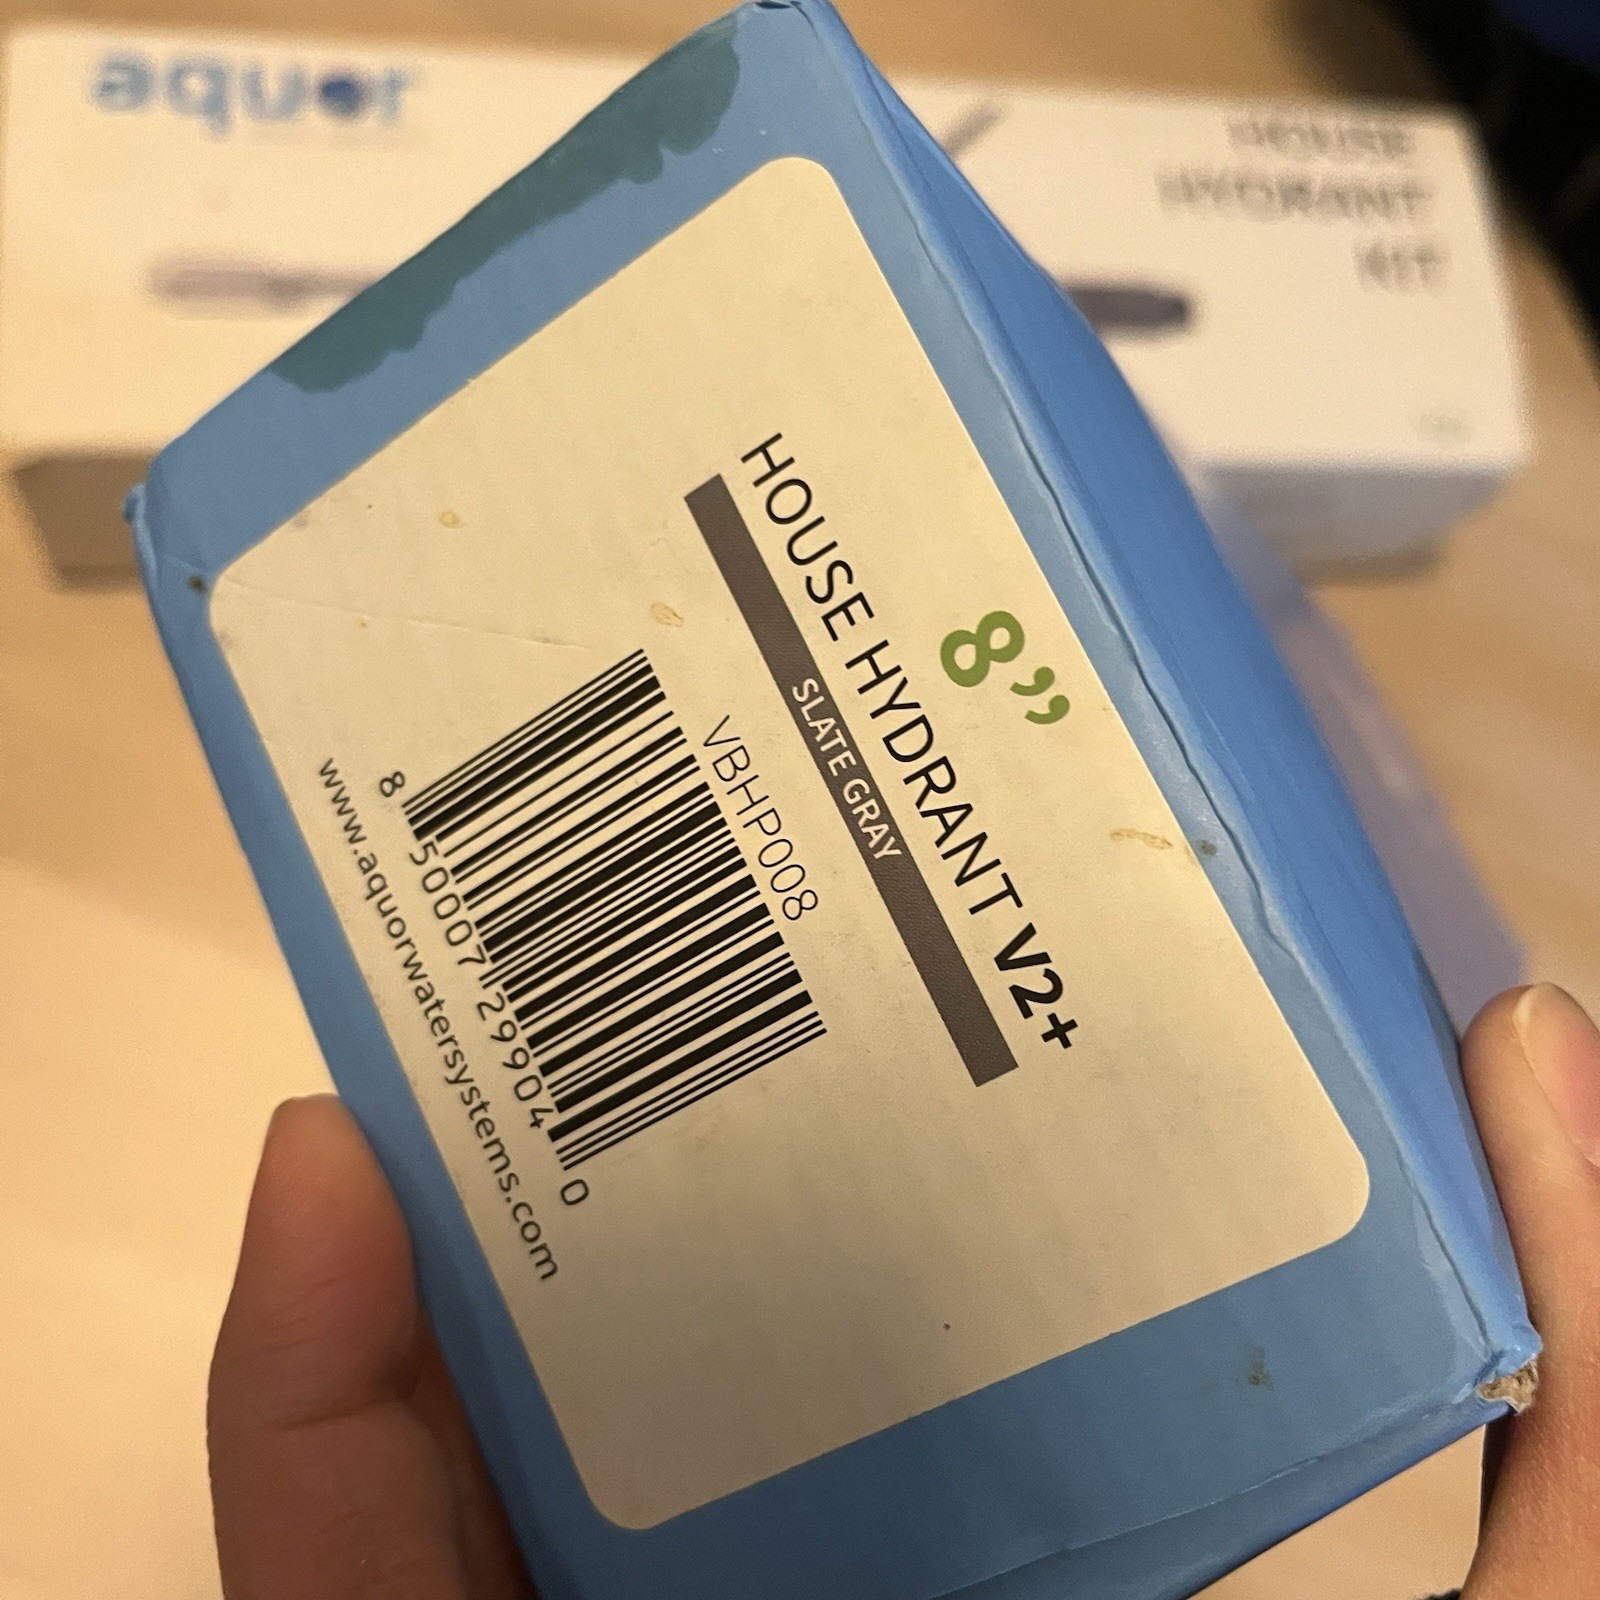 aquor
HOUSE
HYDRANT
KIT
8”
HOUSE HYDRANT V2+
SLATE GRAY
VBHP008
8 50007 29904 0
www.aquorwatersystems.com